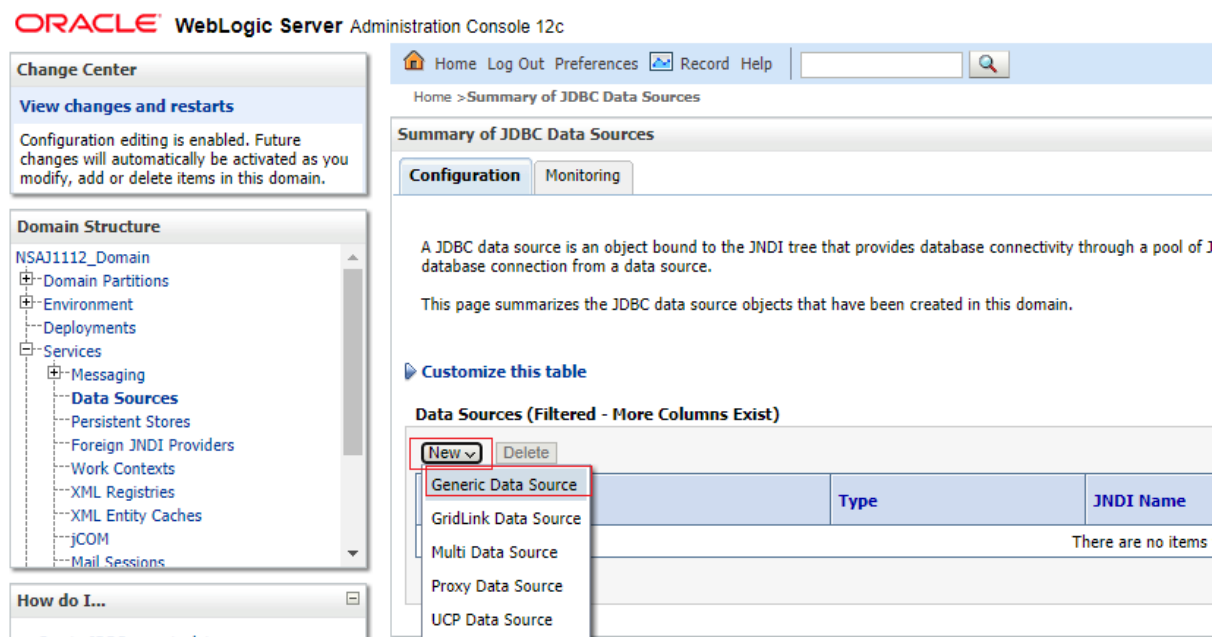 ORACLE WebLogic Server Administration Console 12c
Change Center
View changes and restarts
Configuration editing is enabled. Future
changes will automatically be activated as you
modify, add or delete items in this domain.
Domain Structure
NSAJ1112_Domain
Domain Partitions
Environment
Deployments
Services
Messaging
Data Sources
Persistent Stores
Foreign JNDI Providers
Work Contexts
XML Registries
XML Entity Caches
jCOM
Mail Sessions
How do I...
Home Log Out Preferences Record Help
Home >Summary of JDBC Data Sources
Summary of JDBC Data Sources
Configuration Monitoring
A JDBC data source is an object bound to the JNDI tree that provides database connectivity through a pool of J
database connection from a data source.
This page summarizes the JDBC data source objects that have been created in this domain.
Customize this table
Data Sources (Filtered - More Columns Exist)
New Delete
Generic Data Source
GridLink Data Source
Multi Data Source
Proxy Data Source
UCP Data Source
Type JNDI Name
There are no items